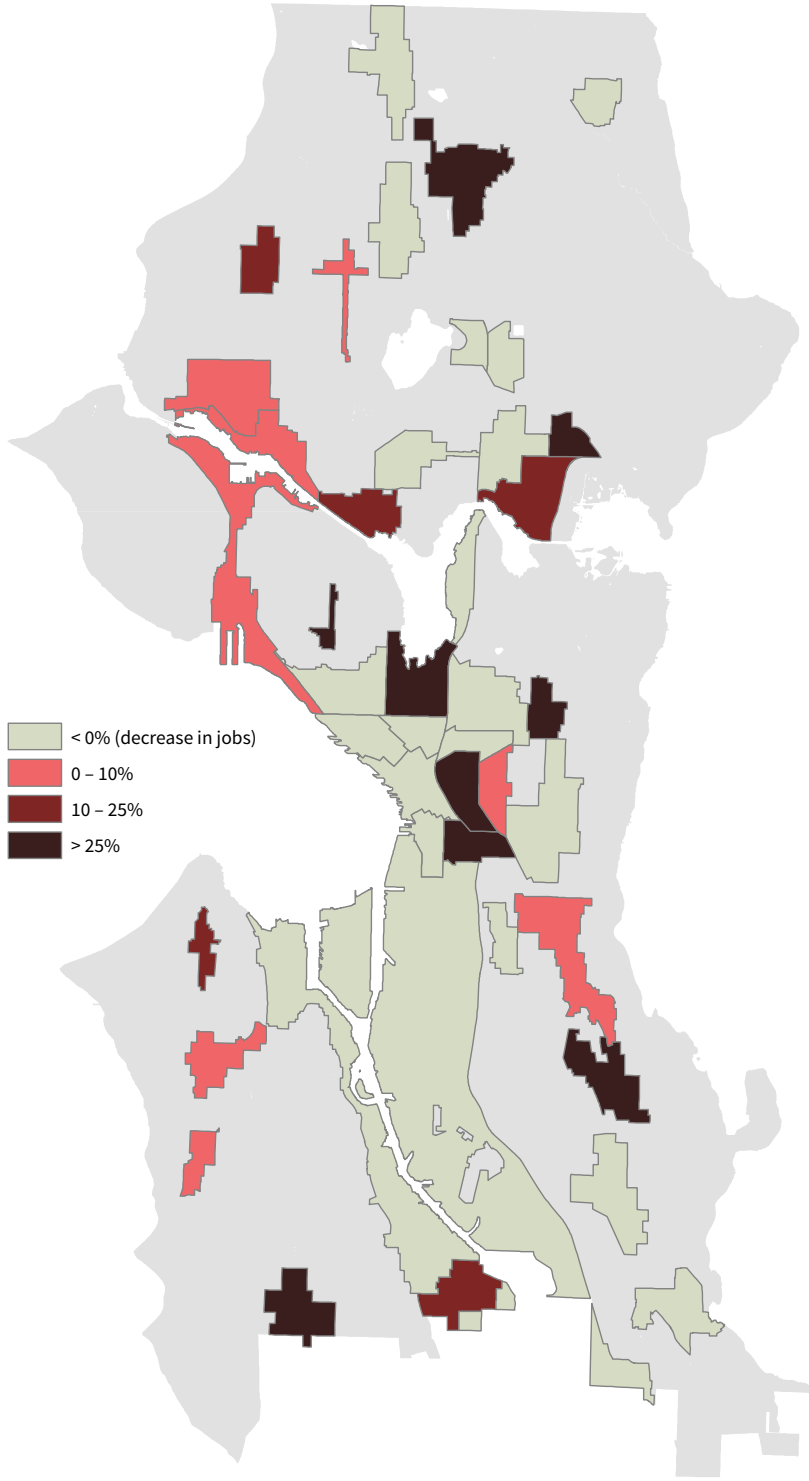 < 0% (decrease in jobs)
0 – 10%
10 – 25%
> 25%